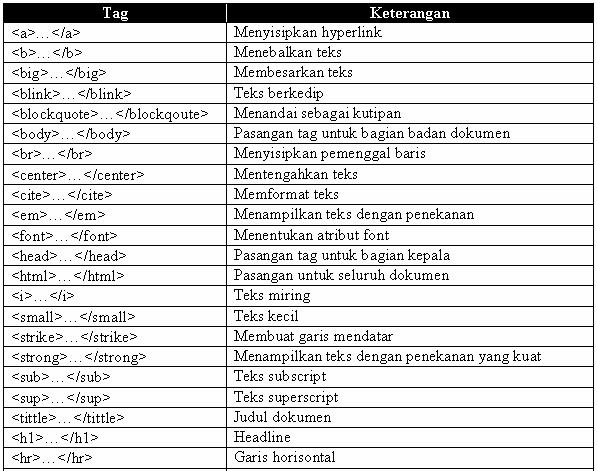 Tag Keterangan
<a>…</a> Menyisipkan hyperlink
<b>…</b> Menebalkan teks
<big>…</big> Membesarkan teks
<blink>…</blink> Teks berkedip
<blockquote>…</blockqoute> Menandai sebagai kutipan
<body>…</body> Pasangan tag untuk bagian badan dokumen
<br>…</br> Menyisipkan pemenggal baris
<center>…</center> Mentengahkan teks
<cite>…</cite> Memformat teks
<em>…</em> Menampilkan teks dengan penekanan
<font>…</font> Menentukan atribut font
<head>…</head> Pasangan tag untuk bagian kepala
<html>…</html> Pasangan untuk seluruh dokumen
<i>…</i> Teks miring
<small>…</small> Teks kecil
<strike>…</strike> Membuat garis mendatar
<strong>…</strong> Menampilkan teks dengan penekanan yang kuat
<sub>…</sub> Teks subscript
<sup>…</sup> Teks superscript
<tittle>…</tittle> Judul dokumen
<h1>…</h1> Headline
<hr>…</hr> Garis horisontal